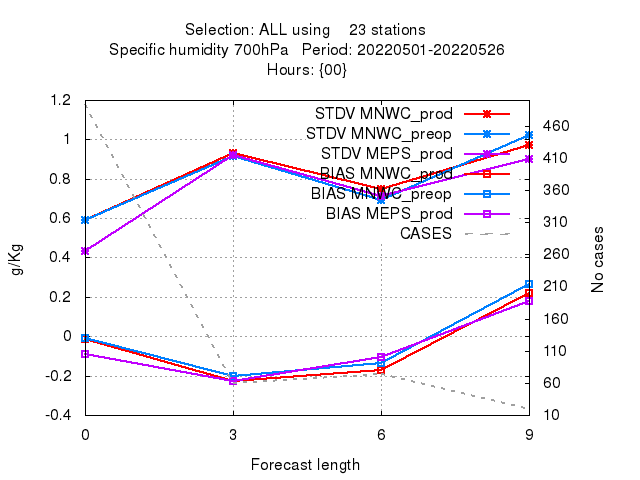 Selection: ALL using 23 stations
Specific humidity 700hPa Period: 20220501-20220526
Hours: {00}
STDV MNWC_prod
STDV MNWC_preop
STDV MEPS_prod
BIAS MNWC_prod
BIAS MNWC_preop
BIAS MEPS_prod
CASES
1.2
1
0.8
0.6
0.4
0.2
0
-0.2
-0.4
g/Kg
460
410
360
310
260
210
160
110
60
10
No cases
0 3 6 9
Forecast length